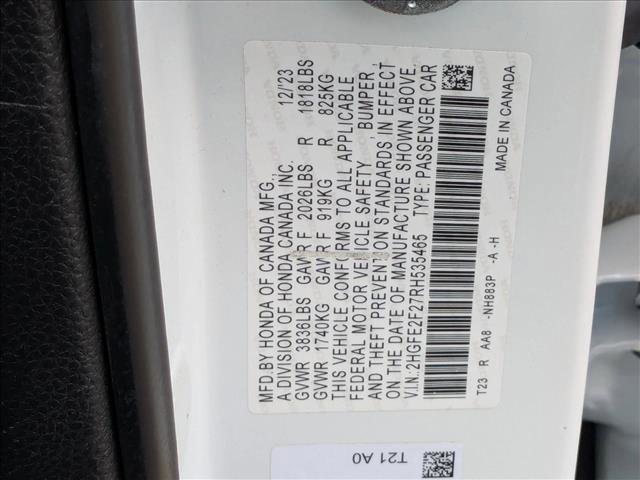 MFD.BY HONDA OF CANADA MFG., 12/23
A DIVISION OF HONDA CANADA INC.
GVWR 3836LBS GAWR F 2026LBS R 1818LBS
GVWR 1740KG GAWR F 919KG R 825KG
THIS VEHICLE CONFORMS TO ALL APPLICABLE
FEDERAL MOTOR VEHICLE SAFETY, BUMPER,
AND THEFT PREVENTION STANDARDS IN EFFECT
ON THE DATE OF MANUFACTURE SHOWN ABOVE.
V.I.N.:2HGFE2F27RH535465 TYPE: PASSENGER CAR
T23 R AA8 -NH883P -A -H MADE IN CANADA
T21 A0